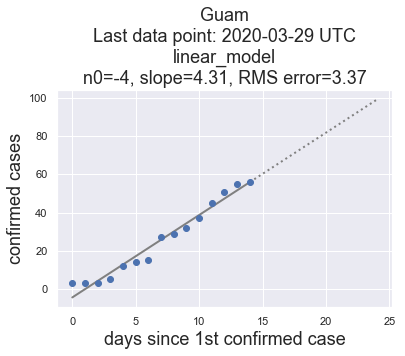 Guam
Last data point: 2020-03-29 UTC
linear_model
n0=-4, slope=4.31, RMS error=3.37
100
80
60
40
20
0
confirmed cases
0 5 10 15 20 25
days since 1st confirmed case